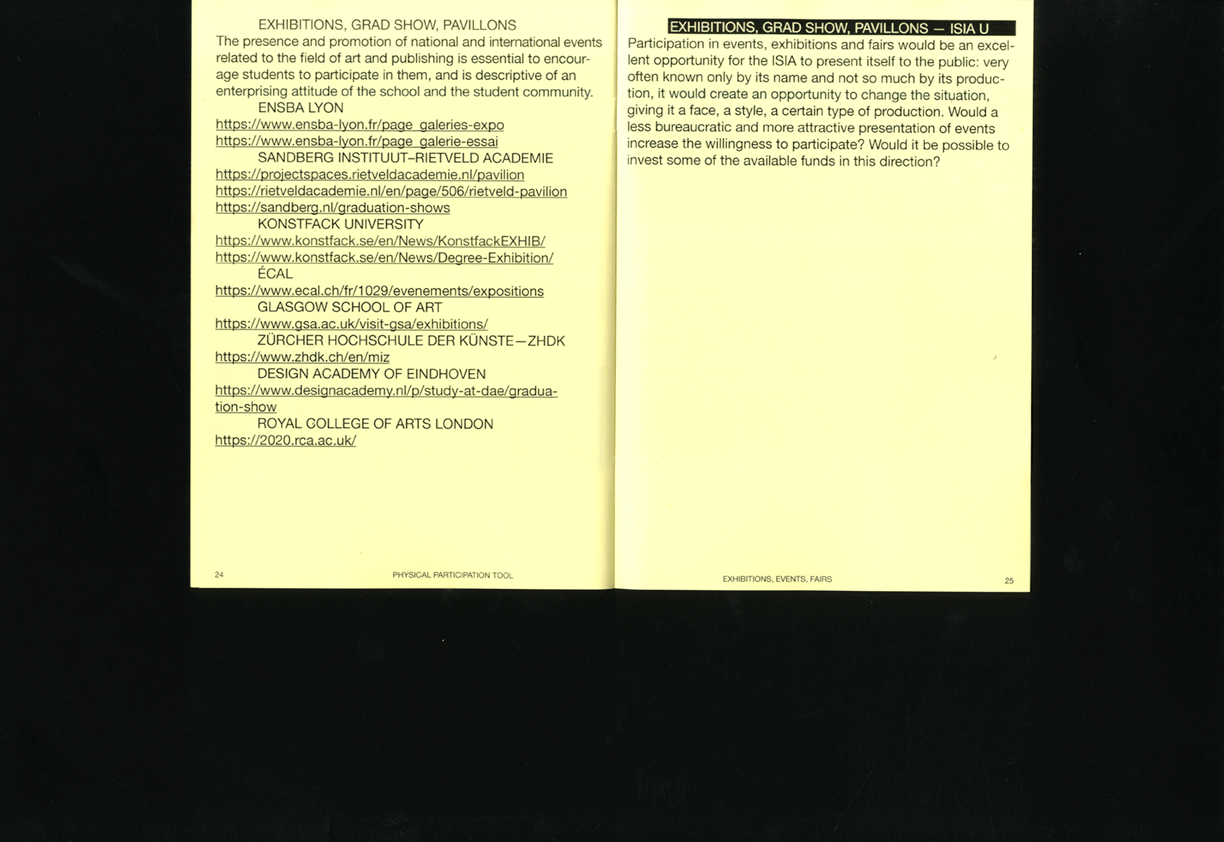 EXHIBITIONS, GRAD SHOW, PAVILLONS
The presence and promotion of national and international events
related to the field of art and publishing is essential to encour-
age students to participate in them, and is descriptive of an
enterprising attitude of the school and the student community.
ENSBA LYON
https://www.ensba-lyon.fr/page_galeries-expo
https://www.ensba-lyon.fr/page_galerie-essai
SANDBERG INSTITUUT–RIETVELD ACADEMIE
https://projectspaces.rietveldacademie.nl/pavilion
https://rietveldacademie.nl/en/page/506/rietveld-pavilion
https://sandberg.nl/graduation-shows
KONSTFACK UNIVERSITY
https://www.konstfack.se/en/News/KonstfackEXHIB/
https://www.konstfack.se/en/News/Degree-Exhibition/
ÉCAL
https://www.ecal.ch/fr/1029/evenements/expositions
GLASGOW SCHOOL OF ART
https://www.gsa.ac.uk/visit-gsa/exhibitions/
ZÜRCHER HOCHSCHULE DER KÜNSTE—ZHDK
https://www.zhdk.ch/en/miz
DESIGN ACADEMY OF EINDHOVEN
https://www.designacademy.nl/p/study-at-dae/gradua-
tion-show
ROYAL COLLEGE OF ARTS LONDON
https://2020.rca.ac.uk/
24
PHYSICAL PARTICIPATION TOOL
EXHIBITIONS, GRAD SHOW, PAVILLONS — ISIA U
Participation in events, exhibitions and fairs would be an excel-
lent opportunity for the ISIA to present itself to the public: very
often known only by its name and not so much by its produc-
tion, it would create an opportunity to change the situation,
giving it a face, a style, a certain type of production. Would a
less bureaucratic and more attractive presentation of events
increase the willingness to participate? Would it be possible to
invest some of the available funds in this direction?
EXHIBITIONS, EVENTS, FAIRS
25